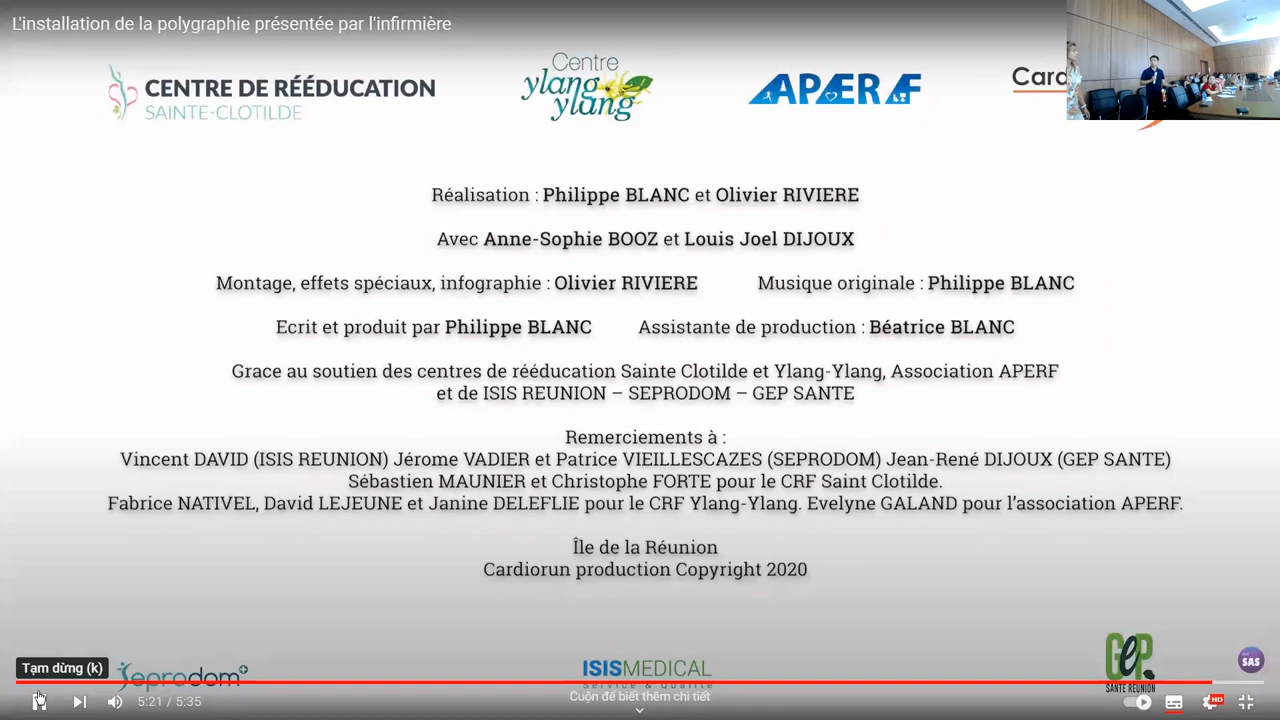 L'installation de la polygraphie présentée par l'infirmière
CENTRE DE RÉÉDUCATION
SAINTE-CLOTILDE
Centre
ylang
ylang
APERF
Réalisation : Philippe BLANC et Olivier RIVIERE
Avec Anne-Sophie BOOZ et Louis Joel DIJOUX
Montage, effets spéciaux, infographie : Olivier RIVIERE Musique originale : Philippe BLANC
Ecrit et produit par Philippe BLANC Assistante de production : Béatrice BLANC
Grace au soutien des centres de rééducation Sainte Clotilde et Ylang-Ylang, Association APERF
et de ISIS REUNION – SEPRODOM – GEP SANTE
Remerciements à :
Vincent DAVID (ISIS REUNION) Jérome VADIER et Patrice VIEILLESCAZES (SEPRODOM) Jean-René DIJOUX (GEP SANTE)
Sébastien MAUNIER et Christophe FORTE pour le CRF Saint Clotilde.
Fabrice NATIVEL, David LEJEUNE et Janine DELEFLIE pour le CRF Ylang-Ylang. Evelyne GALAND pour l’association APERF.
Île de la Réunion
Cardiorun production Copyright 2020
Tạm dừng (k)
seprodom
ISISMEDICAL
Service & Qualité
GEP
SANTE REUNION
SAS
Cuộn để biết thêm chi tiết
5:21 / 5:35
HD